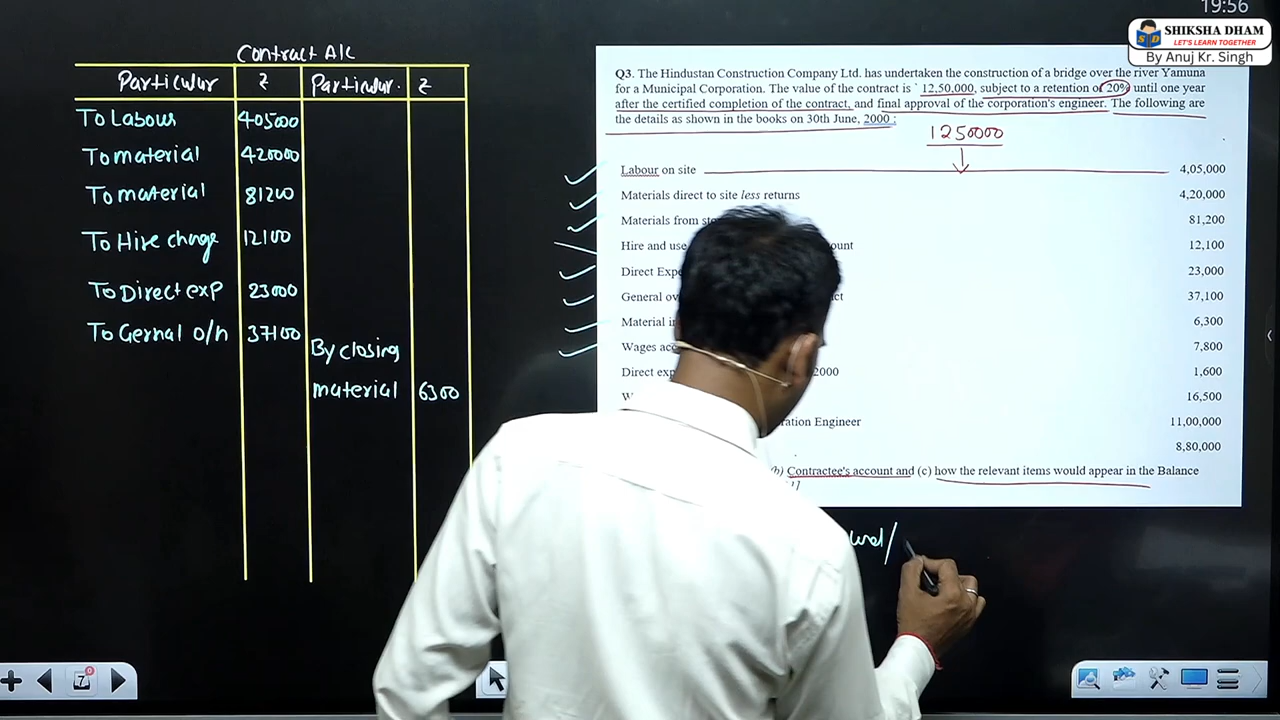 19:56
SHIKSHA DHAM
LET'S LEARN TOGETHER
By Anuj Kr. Singh
Contract A/c
Particular ₹ Particular. ₹
To Labour 405000
To material 420000
To material 81200
To Hire charge 12100
To Direct exp 23000
To Gernal o/h 37100
By closing
material 6300
Q3. The Hindustan Construction Company Ltd. has undertaken the construction of a bridge over the river Yamuna
for a Municipal Corporation. The value of the contract is ` 12,50,000, subject to a retention of 20% until one year
after the certified completion of the contract, and final approval of the corporation's engineer. The following are
the details as shown in the books on 30th June, 2000 :
1250000
Labour on site 4,05,000
Materials direct to site less returns 4,20,000
Materials from 81,200
Hire and use 12,100
Direct 23,000
General 37,100
Material 6,300
Wages 7,800
Direct 2000 1,600
16,500
Engineer 11,00,000
8,80,000
Contractee's account and (c) how the relevant items would appear in the Balance
7